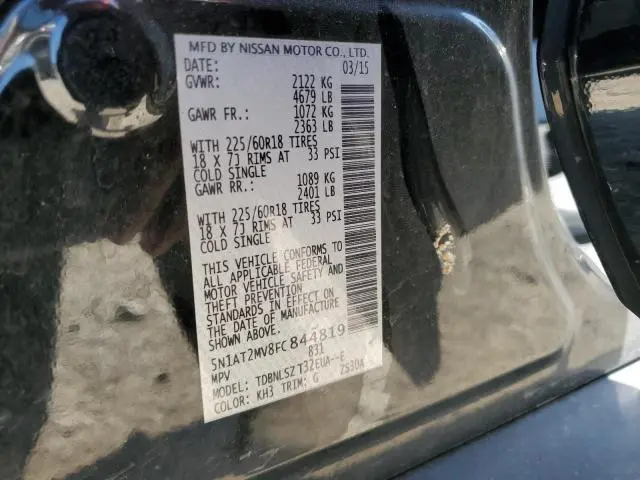 MFD BY NISSAN MOTOR CO., LTD.
DATE: 03/15
GVWR: 2122 KG
4679 LB
GAWR FR.: 1072 KG
2363 LB
WITH 225/60R18 TIRES
18 X 7J RIMS AT 33 PSI
COLD SINGLE
GAWR RR.: 1089 KG
2401 LB
WITH 225/60R18 TIRES
18 X 7J RIMS AT 33 PSI
COLD SINGLE
THIS VEHICLE CONFORMS TO
ALL APPLICABLE FEDERAL
MOTOR VEHICLE SAFETY AND
THEFT PREVENTION
STANDARDS IN EFFECT ON
THE DATE OF MANUFACTURE
SHOWN ABOVE.
5N1AT2MV8FC844819
MPV 831
MODEL: TDBNLSZ T32EUA--E
COLOR: KH3 TRIM: G ZS30A